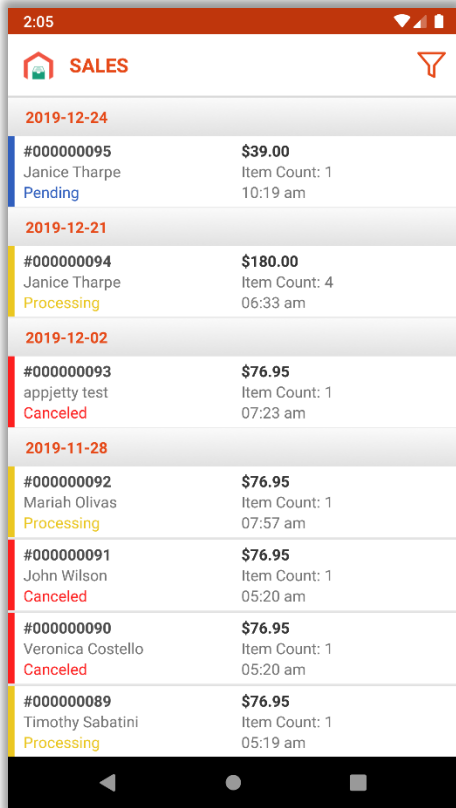 2:05
SALES
2019-12-24
#000000095 $39.00
Janice Tharpe Item Count: 1
Pending 10:19 am
2019-12-21
#000000094 $180.00
Janice Tharpe Item Count: 4
Processing 06:33 am
2019-12-02
#000000093 $76.95
appjetty test Item Count: 1
Canceled 07:23 am
2019-11-28
#000000092 $76.95
Mariah Olivas Item Count: 1
Processing 07:57 am
#000000091 $76.95
John Wilson Item Count: 1
Canceled 05:20 am
#000000090 $76.95
Veronica Costello Item Count: 1
Canceled 05:20 am
#000000089 $76.95
Timothy Sabatini Item Count: 1
Processing 05:19 am